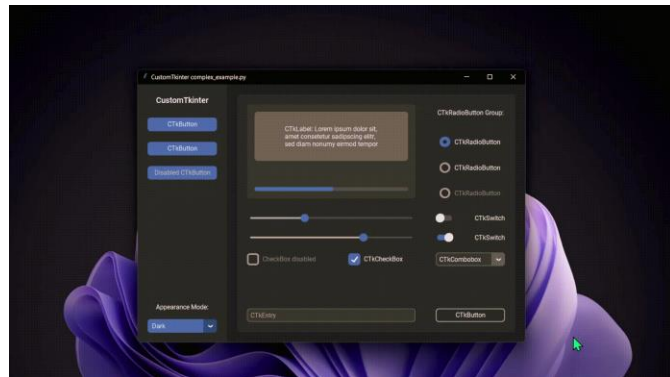 CustomTkinter complex_example.py
CustomTkinter
CTkButton
CTkButton
Disabled CTkButton
Appearance Mode:
Dark
CTkLabel: Lorem ipsum dolor sit,
amet consetetur sadipscing elitr,
sed diam nonumy eirmod tempor
CTkRadioButton Group:
CTkRadioButton
CTkRadioButton
CTkRadioButton
CTkSwitch
CTkSwitch
CheckBox disabled
CTkCheckBox
CTkCombobox
CTkEntry
CTkButton